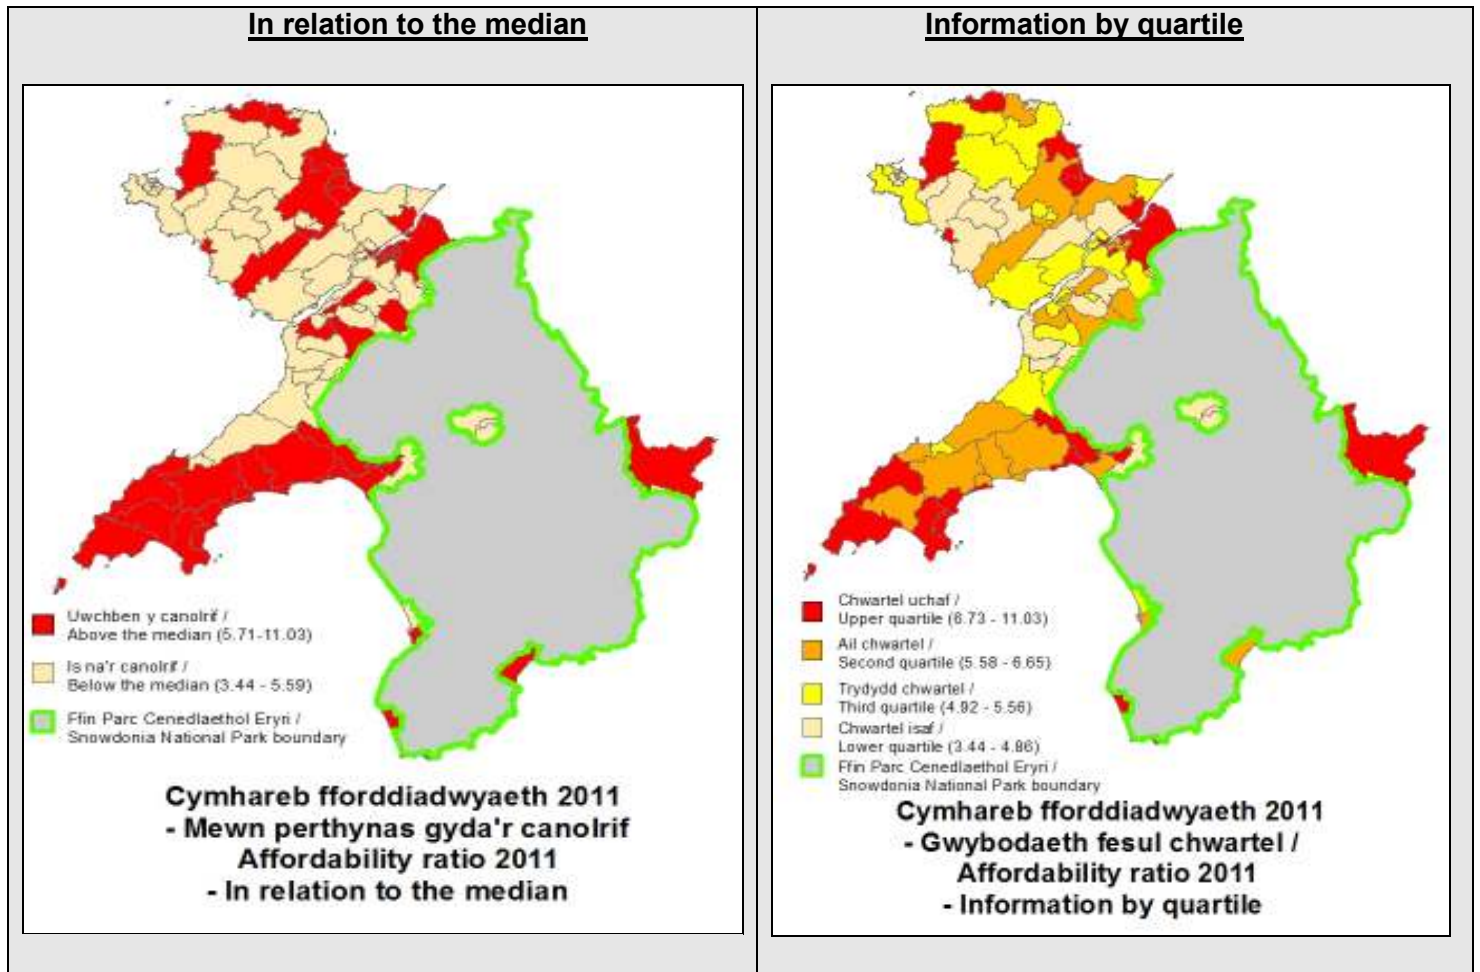 In relation to the median
Uwchben y canolrif /
Above the median (5.71-11.03)
Is na'r canolrif /
Below the median (3.44 - 5.59)
Ffin Parc Cenedlaethol Eryri /
Snowdonia National Park boundary
Cymhareb fforddiadwyaeth 2011
- Mewn perthynas gyda'r canolrif
Affordability ratio 2011
- In relation to the median
Information by quartile
Chwartel uchaf /
Upper quartile (6.73 - 11.03)
Ail chwartel /
Second quartile (5.58 - 6.65)
Trydydd chwartel /
Third quartile (4.92 - 5.56)
Chwartel isaf /
Lower quartile (3.44 - 4.86)
Ffin Parc Cenedlaethol Eryri /
Snowdonia National Park boundary
Cymhareb fforddiadwyaeth 2011
- Gwybodaeth fesul chwartel /
Affordability ratio 2011
- Information by quartile